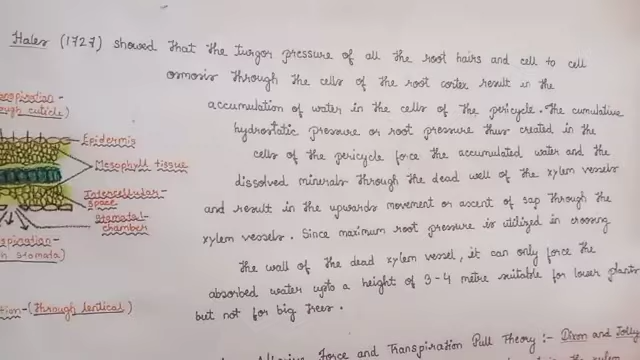 Hales (1727) showed that the turgor pressure of all the root hairs and cell to cell
osmosis through the cells of the root cortex result in the
accumulation of water in the cells of the pericycle. The cumulative
hydrostatic pressure or root pressure thus created in the
cells of the pericycle force the accumulated water and the
dissolved minerals through the dead wall of the xylem vessels
and result in the upwards movement or ascent of sap through the
xylem vessels. Since maximum root pressure is utilized in crossing
the wall of the dead xylem vessel, it can only force the
absorbed water upto a height of 3-4 metre suitable for lower plants
but not for big trees.
Force and Transpiration Pull Theory :- Dixon and Jolly
cuticle)
Epidermis
Mesophyll tissue
Intercellular-
space
Stomatal-
chamber
stomata)
(Through lentical)